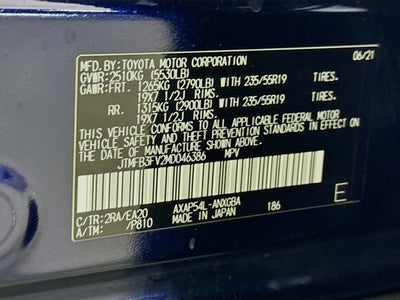 MFD.BY:TOYOTA MOTOR CORPORATION 06/21
GVWR:2510KG (5530LB)
GAWR:FRT. 1265KG (2790LB) WITH 235/55R19 TIRES.
19X7 1/2J RIMS.
RR. 1315KG (2900LB) WITH 235/55R19 TIRES.
19X7 1/2J RIMS.
THIS VEHICLE CONFORMS TO ALL APPLICABLE FEDERAL MOTOR
VEHICLE SAFETY STANDARDS IN EFFECT ON THE DATE OF
MANUFACTURE SHOWN ABOVE.
JTMFB3FV2MD046386 MPV
C/TR:2RA/EA20 AXAP54L-ANXGBA 186
A/TM: /P810 MADE IN JAPAN
E